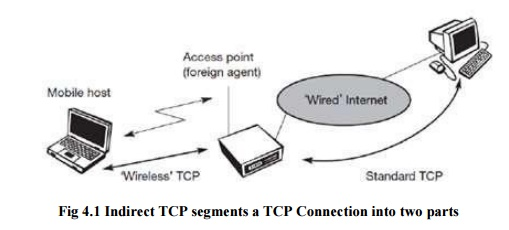 Access point
(foreign agent)
Mobile host
'Wired' Internet
'Wireless' TCP
Standard TCP
Fig 4.1 Indirect TCP segments a TCP Connection into two parts